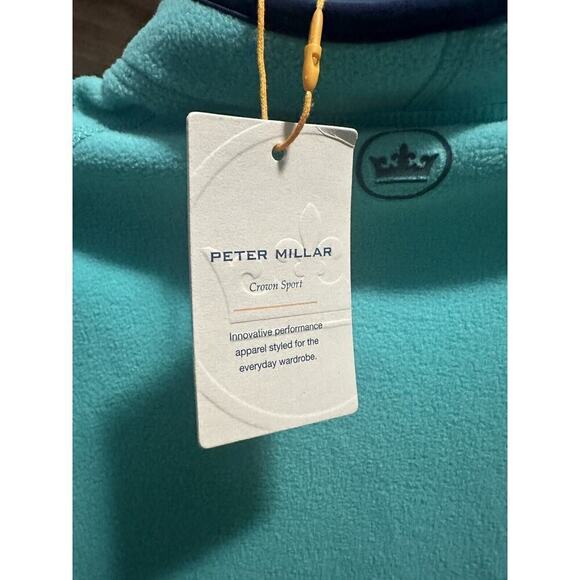 PETER MILLAR
Crown Sport
Innovative performance
apparel styled for the
everyday wardrobe.